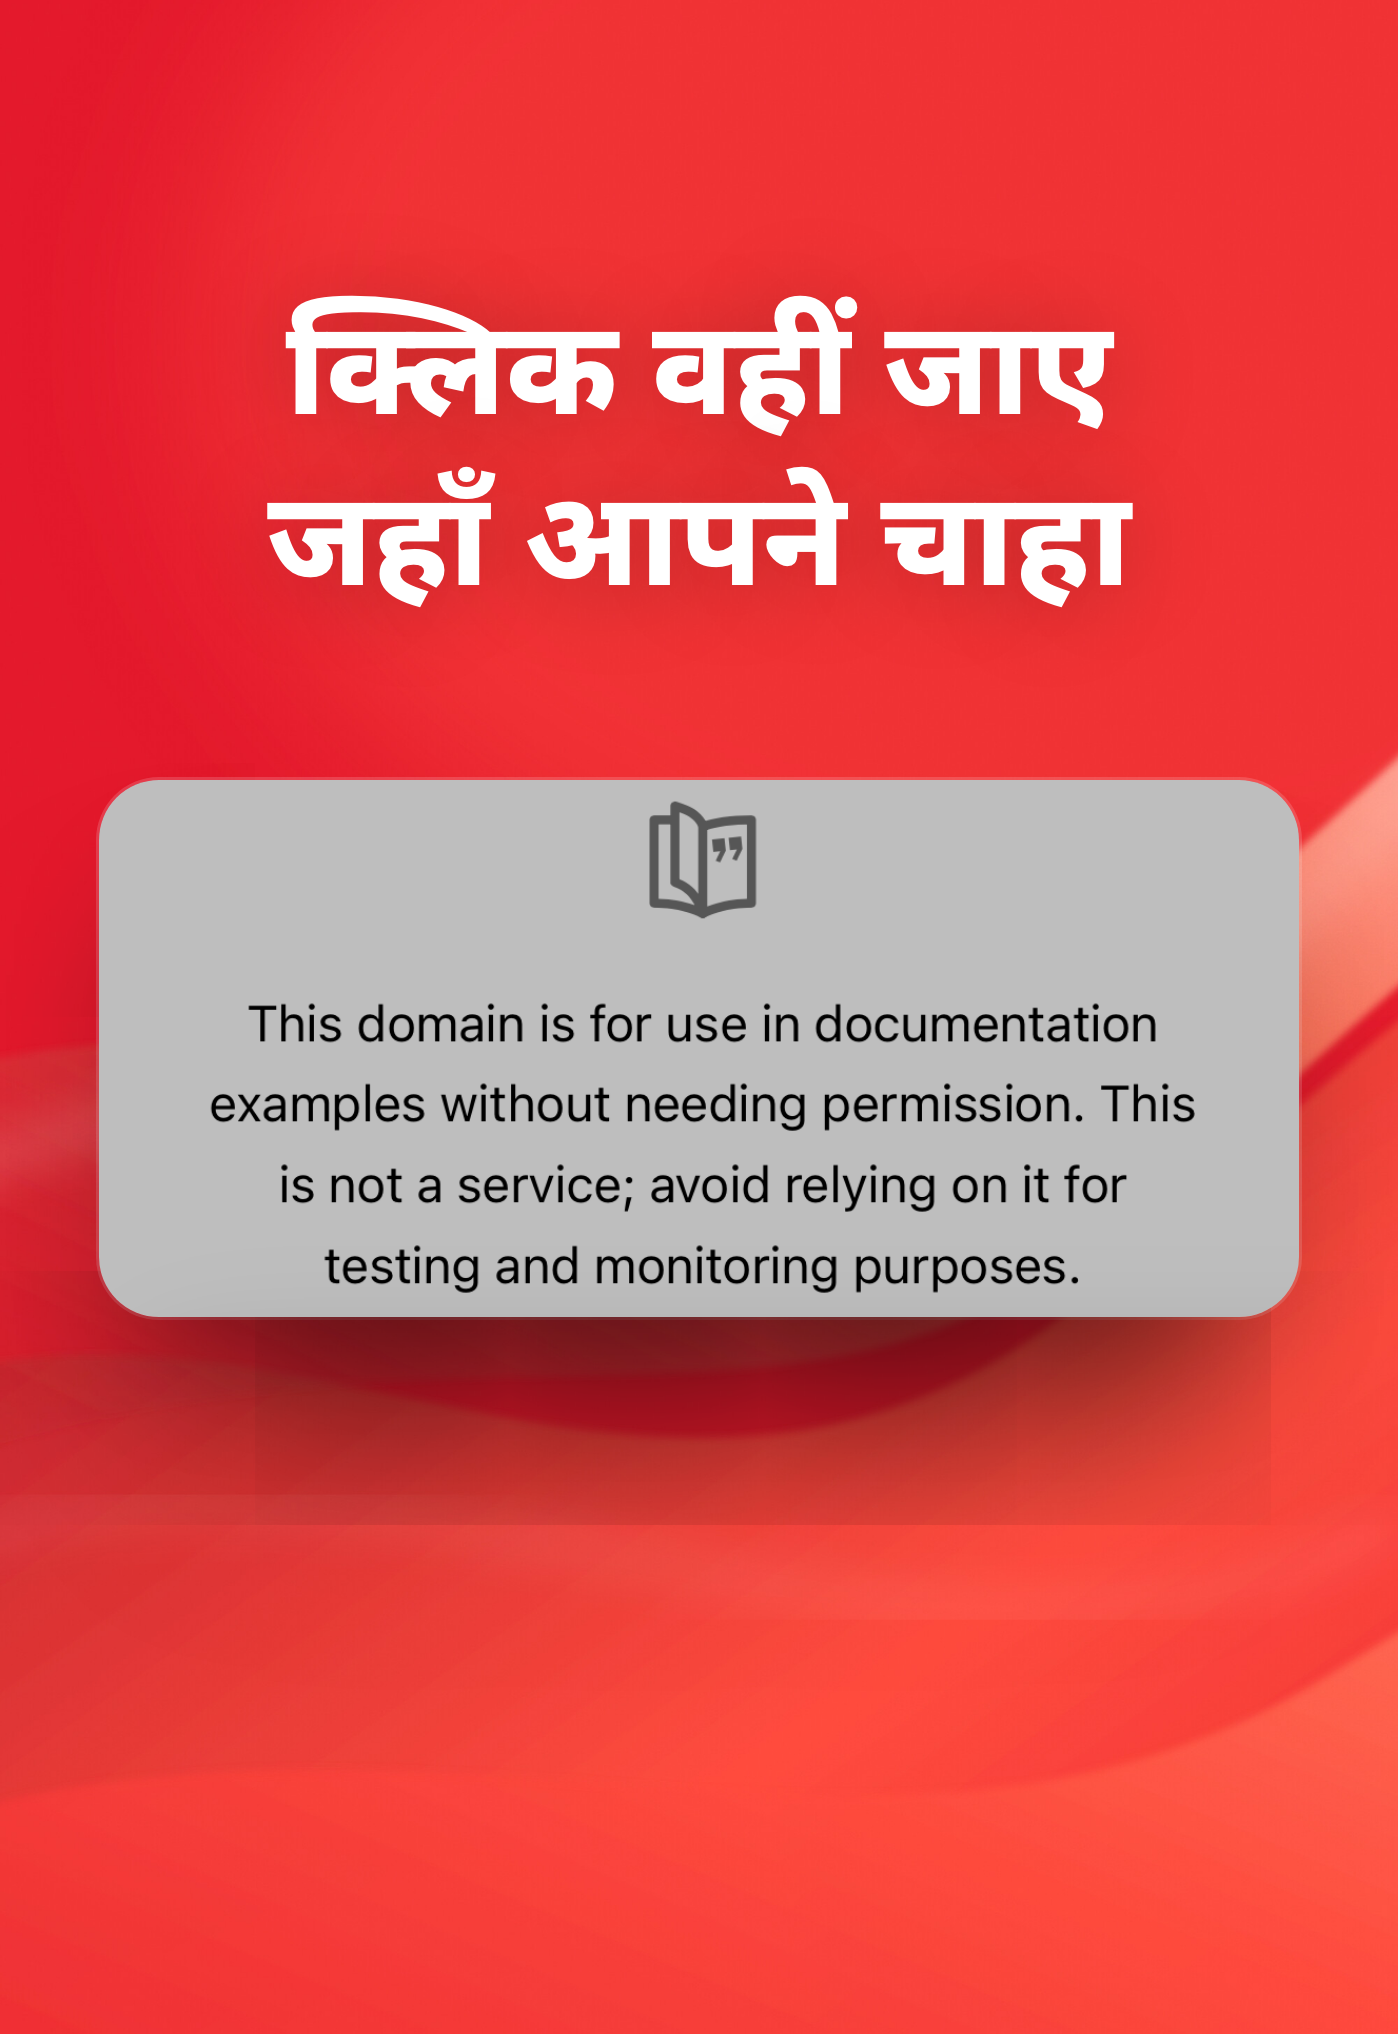 क्लिक वहीं जाए
जहाँ आपने चाहा
This domain is for use in documentation
examples without needing permission. This
is not a service; avoid relying on it for
testing and monitoring purposes.